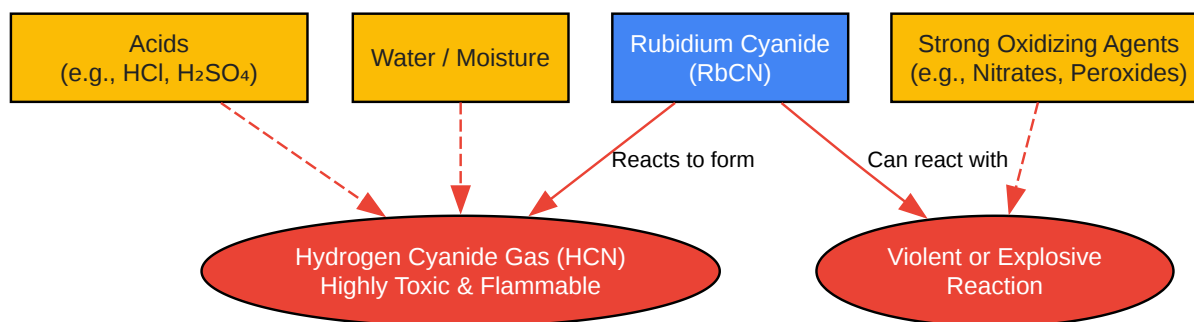 Acids
(e.g., HCl, H₂SO₄)
Water / Moisture
Rubidium Cyanide
(RbCN)
Strong Oxidizing Agents
(e.g., Nitrates, Peroxides)
Reacts to form
Can react with
Hydrogen Cyanide Gas (HCN)
Highly Toxic & Flammable
Violent or Explosive
Reaction